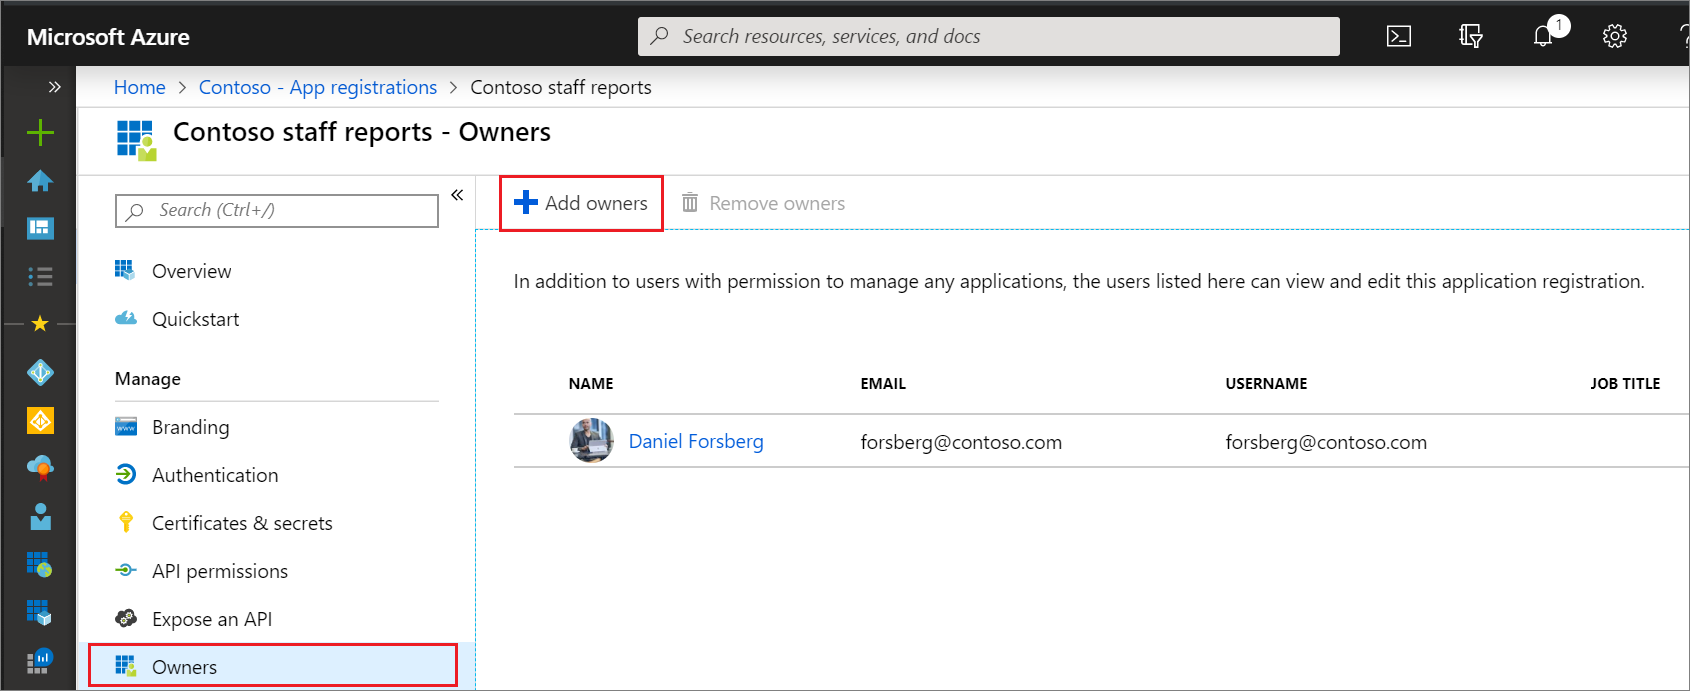 Microsoft Azure
Search resources, services, and docs
1
Home > Contoso - App registrations > Contoso staff reports
Contoso staff reports - Owners
Search (Ctrl+/)
Add owners
Remove owners
Overview
Quickstart
Manage
Branding
Authentication
Certificates & secrets
API permissions
Expose an API
Owners
In addition to users with permission to manage any applications, the users listed here can view and edit this application registration.
NAME EMAIL USERNAME JOB TITLE
Daniel Forsberg forsberg@contoso.com forsberg@contoso.com